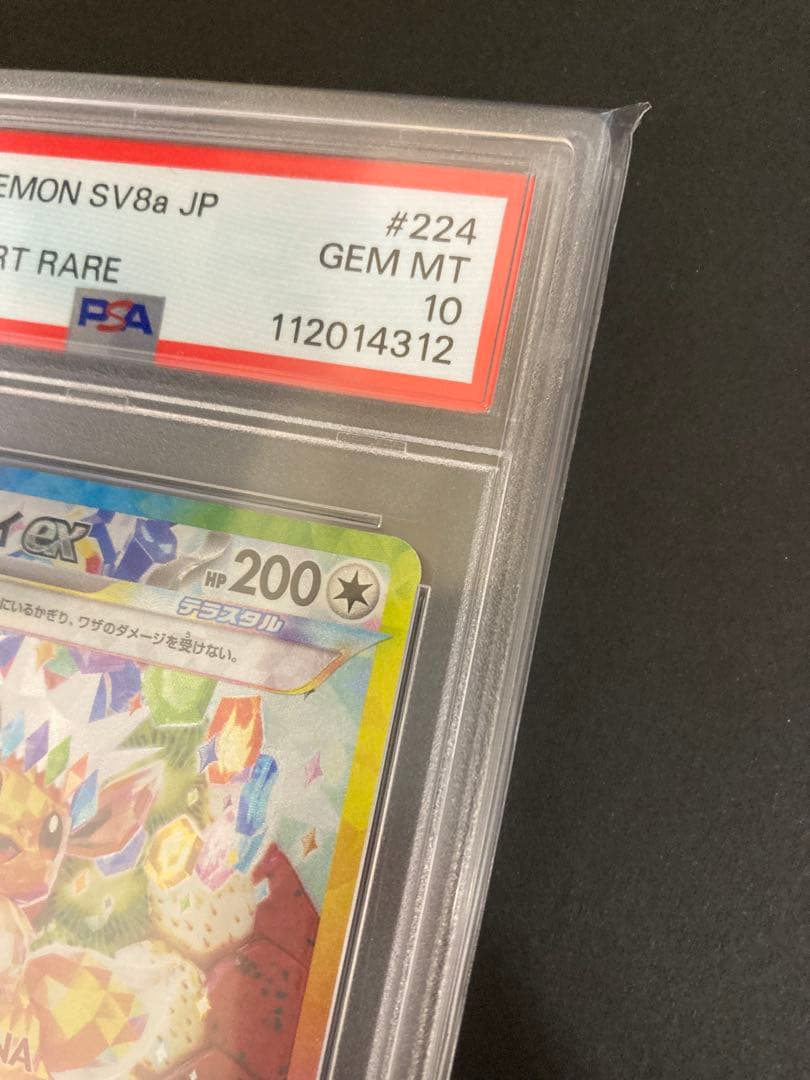 EMON SV8a JP
#224
RT RARE
GEM MT
10
PSA
112014312
イex
HP200
テラスタル
にいるかぎり、ワザのダメージを受けない。
NA